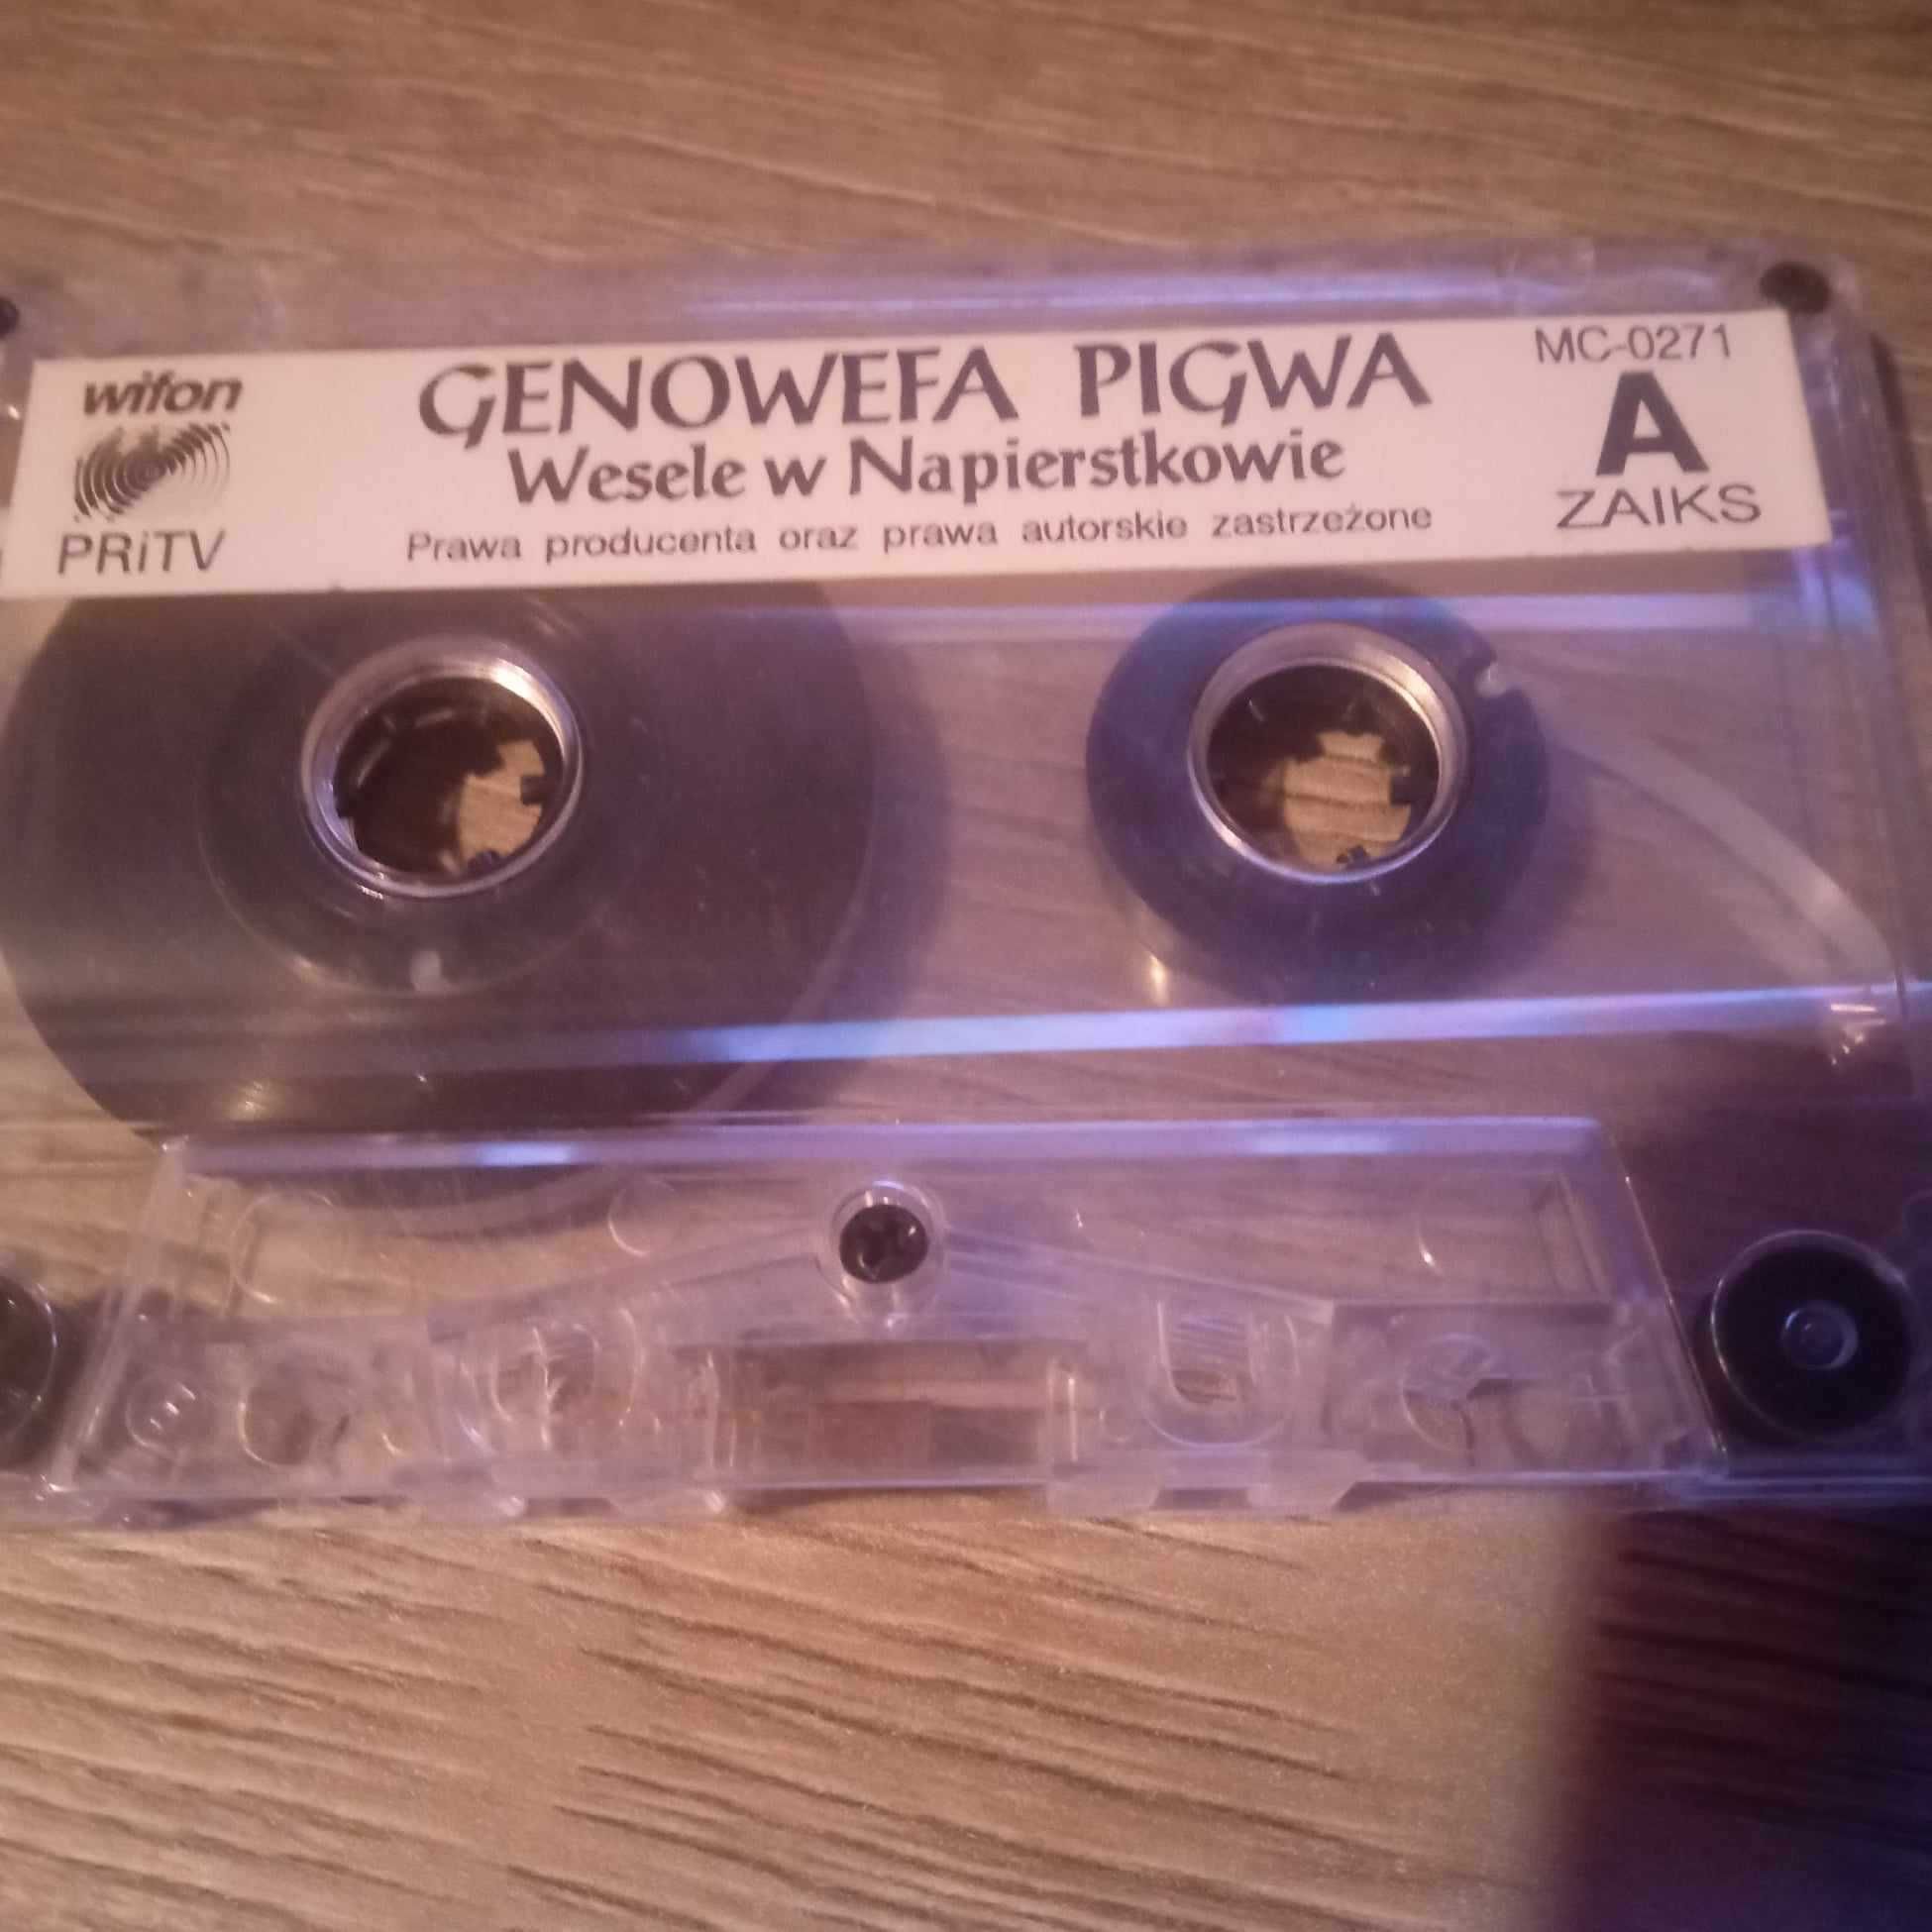 wifon
PRiTV
GENOWEFA PIGWA
Wesele w Napierstkowie
Prawa producenta oraz prawa autorskie zastrzeżone
MC-0271
A
ZAIKS